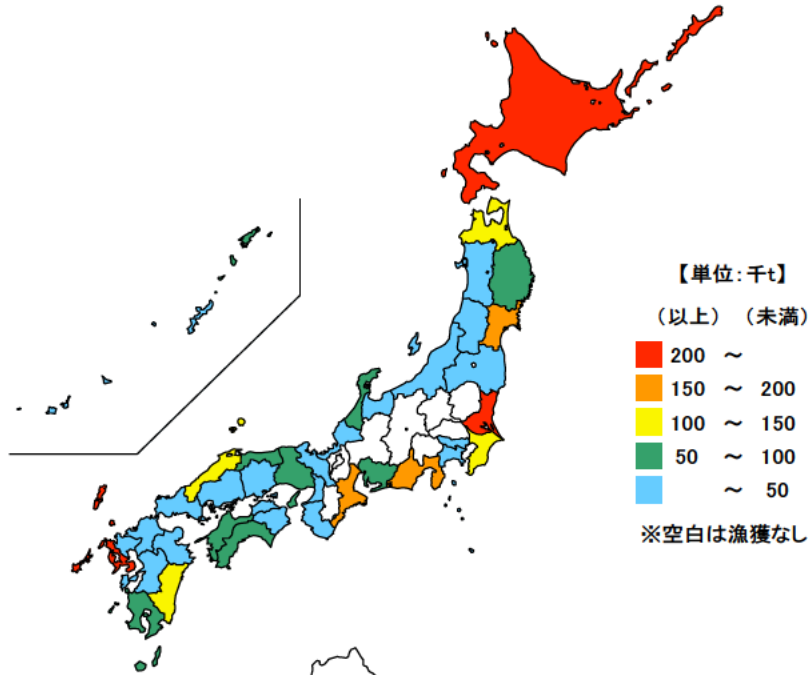 【単位:千t】
(以上) (未満)
200 ～
150 ～ 200
100 ～ 150
50 ～ 100
～ 50
※空白は漁獲なし